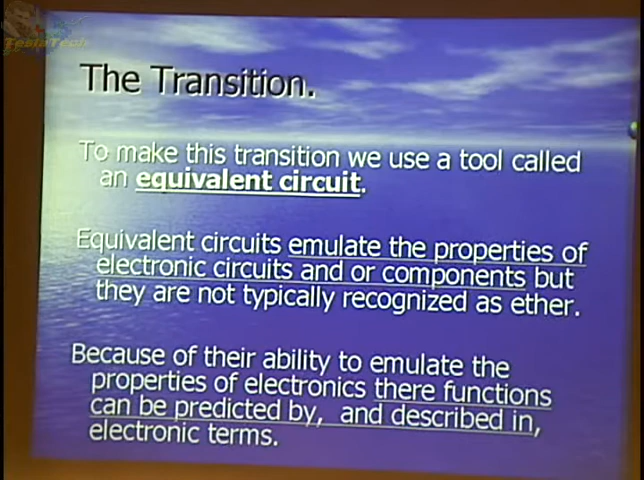 TeslaTech
The Transition.
To make this transition we use a tool called
an equivalent circuit.
Equivalent circuits emulate the properties of
electronic circuits and or components but
they are not typically recognized as ether.
Because of their ability to emulate the
properties of electronics there functions
can be predicted by, and described in,
electronic terms.